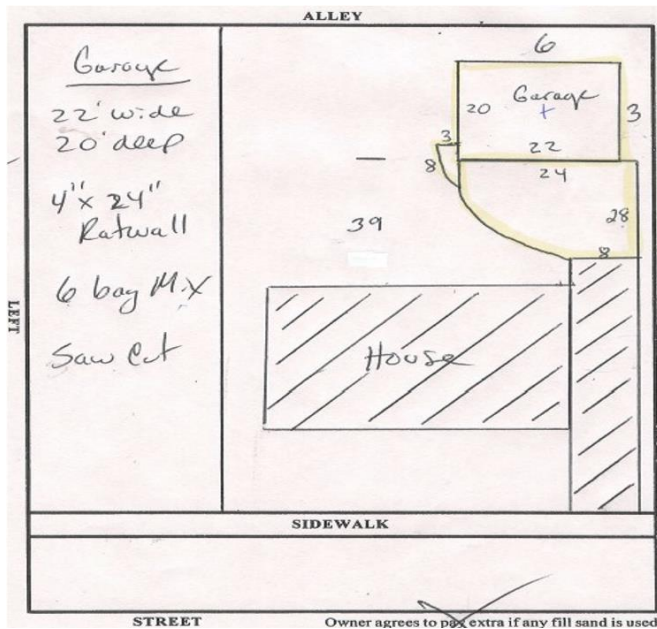 ALLEY
Garage
22' wide
20' deep
4" x 24"
Ratwall
6 bag Mix
Saw Cut
LEFT
6
Garage
20
3
3
22
8
24
39
28
8
House
SIDEWALK
STREET
Owner agrees to pay extra if any fill sand is used